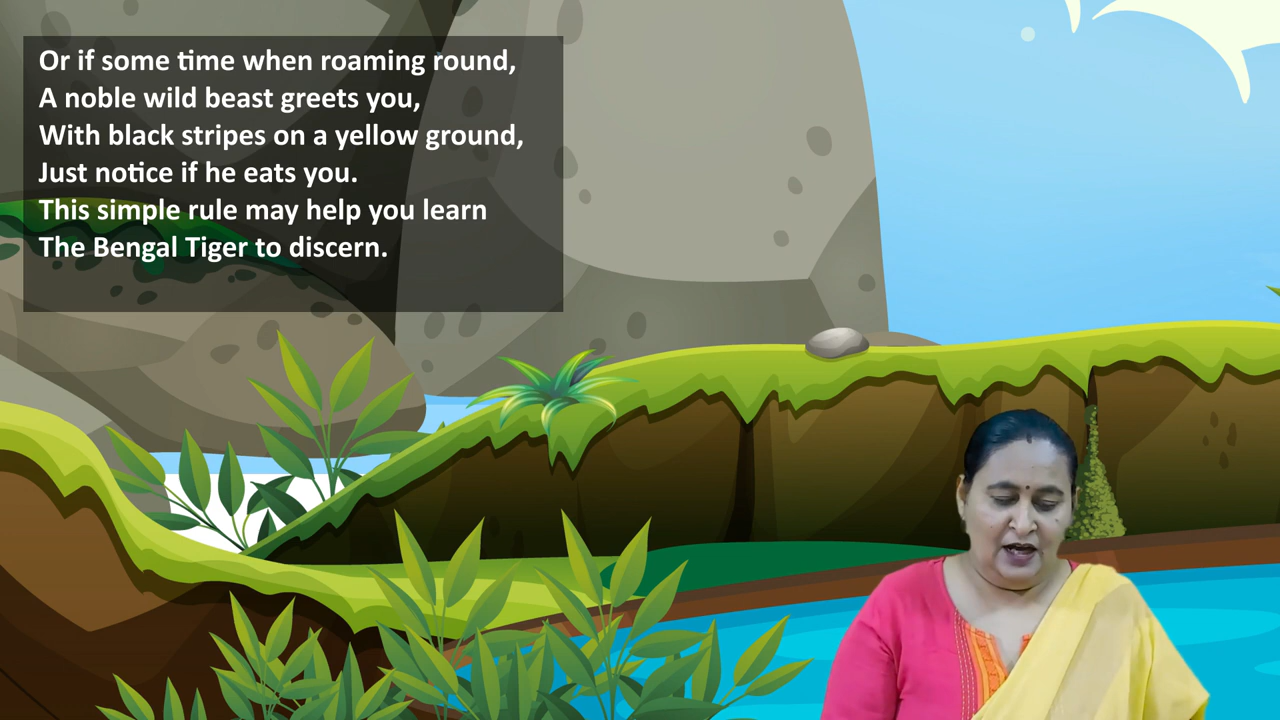 Or if some time when roaming round,
A noble wild beast greets you,
With black stripes on a yellow ground,
Just notice if he eats you.
This simple rule may help you learn
The Bengal Tiger to discern.